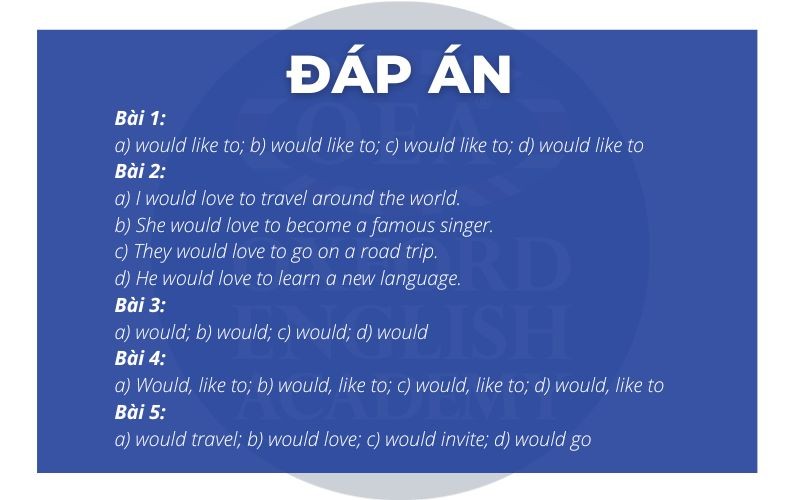 ĐÁP ÁN
Bài 1:
a) would like to; b) would like to; c) would like to; d) would like to
Bài 2:
a) I would love to travel around the world.
b) She would love to become a famous singer.
c) They would love to go on a road trip.
d) He would love to learn a new language.
Bài 3:
a) would; b) would; c) would; d) would
Bài 4:
a) Would, like to; b) would, like to; c) would, like to; d) would, like to
Bài 5:
a) would travel; b) would love; c) would invite; d) would go
OEA
ENGLISH
ACADEMY